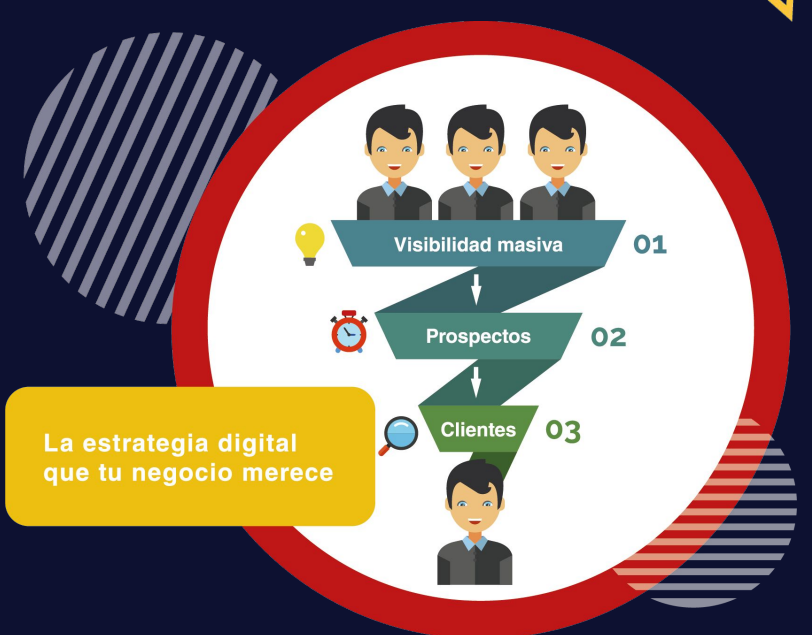 Visibilidad masiva 01
Prospectos 02
Clientes 03
La estrategia digital
que tu negocio merece